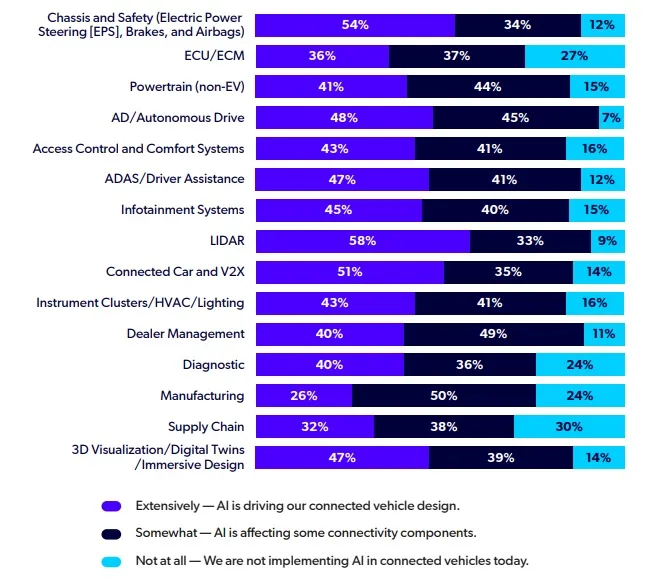 Chassis and Safety (Electric Power
Steering [EPS], Brakes, and Airbags)
54% 34% 12%
ECU/ECM 36% 37% 27%
Powertrain (non-EV) 41% 44% 15%
AD/Autonomous Drive 48% 45% 7%
Access Control and Comfort Systems 43% 41% 16%
ADAS/Driver Assistance 47% 41% 12%
Infotainment Systems 45% 40% 15%
LIDAR 58% 33% 9%
Connected Car and V2X 51% 35% 14%
Instrument Clusters/HVAC/Lighting 43% 41% 16%
Dealer Management 40% 49% 11%
Diagnostic 40% 36% 24%
Manufacturing 26% 50% 24%
Supply Chain 32% 38% 30%
3D Visualization/Digital Twins
/Immersive Design
47% 39% 14%
Extensively — AI is driving our connected vehicle design.
Somewhat — AI is affecting some connectivity components.
Not at all — We are not implementing AI in connected vehicles today.